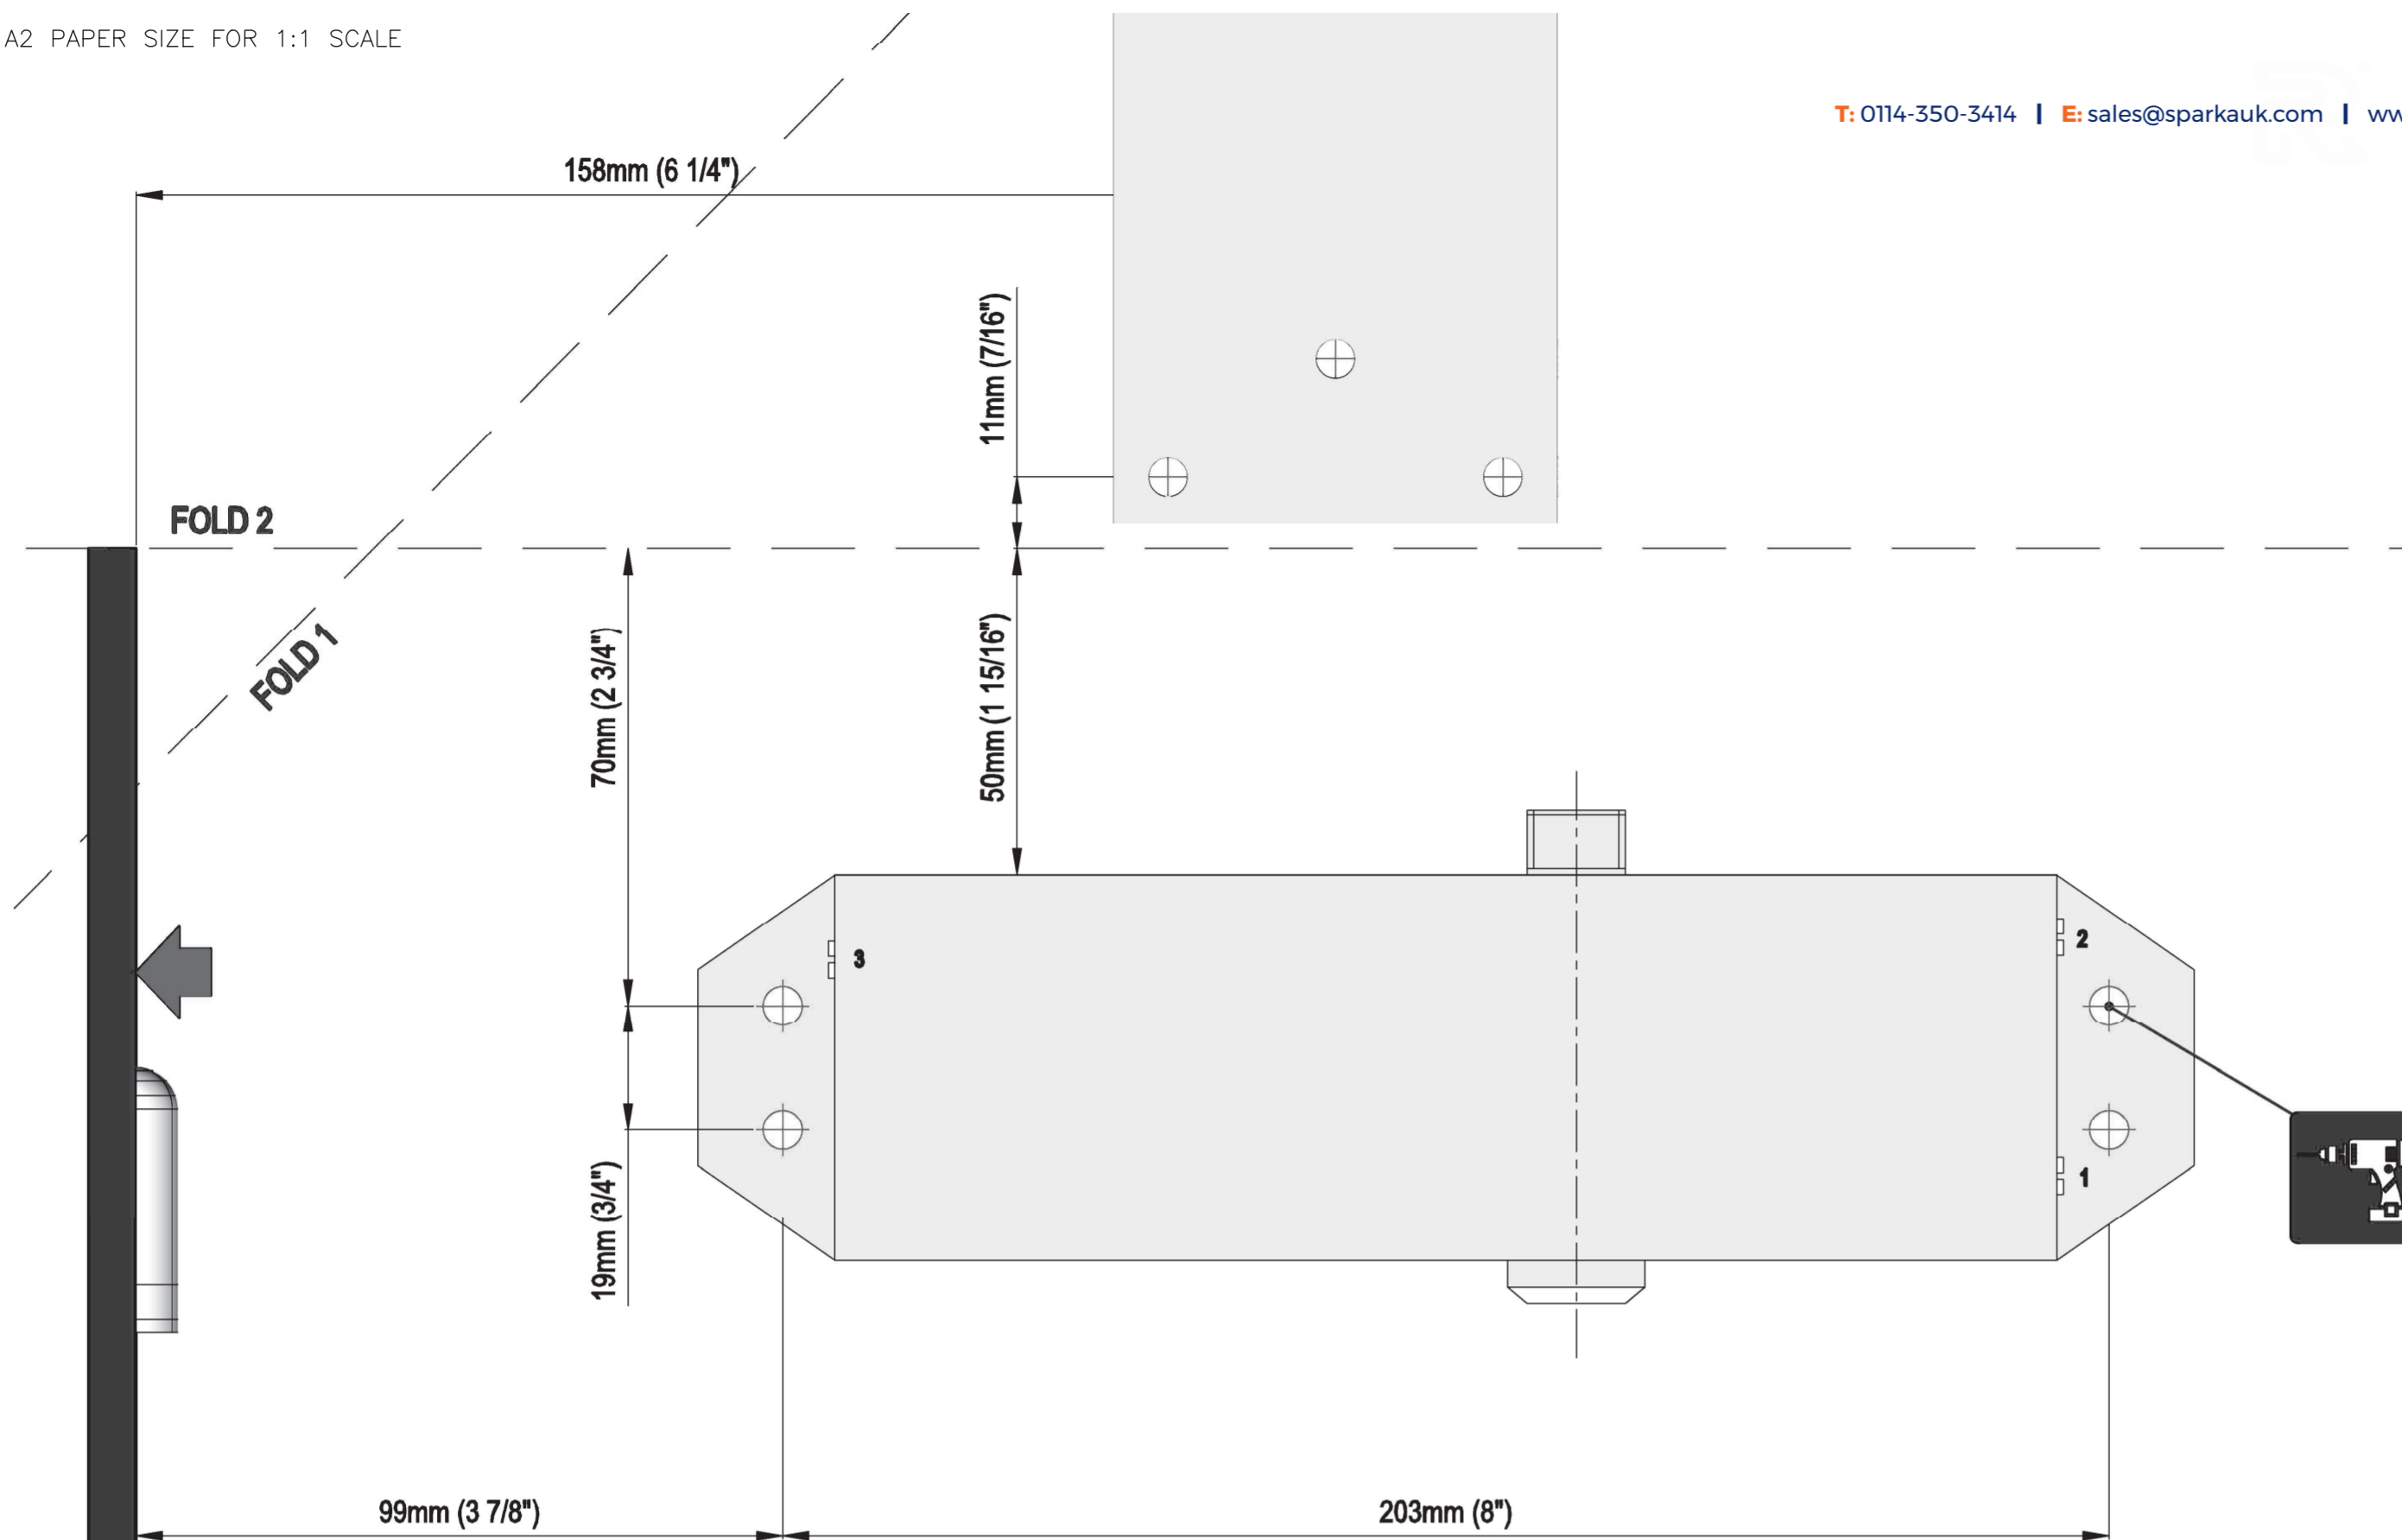 A2 PAPER SIZE FOR 1:1 SCALE
T: 0114-350-3414 | E: sales@sparkauk.com | ww
158mm (6 1/4")
11mm (7/16")
FOLD 2
FOLD 1
70mm (2 3/4")
50mm (1 15/16")
3
2
1
19mm (3/4")
99mm (3 7/8")
203mm (8")